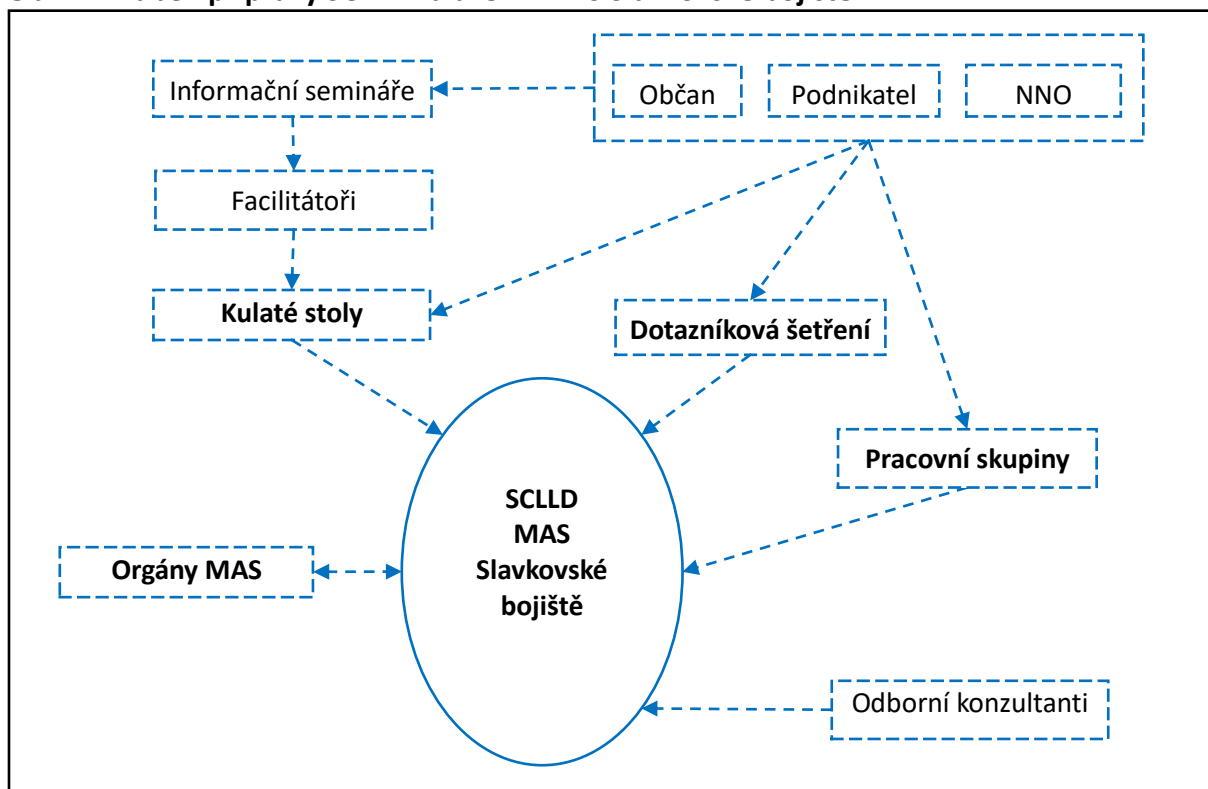 Informační semináře
Občan
Podnikatel
NNO
Facilitátoři
Kulaté stoly
Dotazníková šetření
Pracovní skupiny
SCLLD
MAS
Slavkovské
bojiště
Orgány MAS
Odborní konzultanti